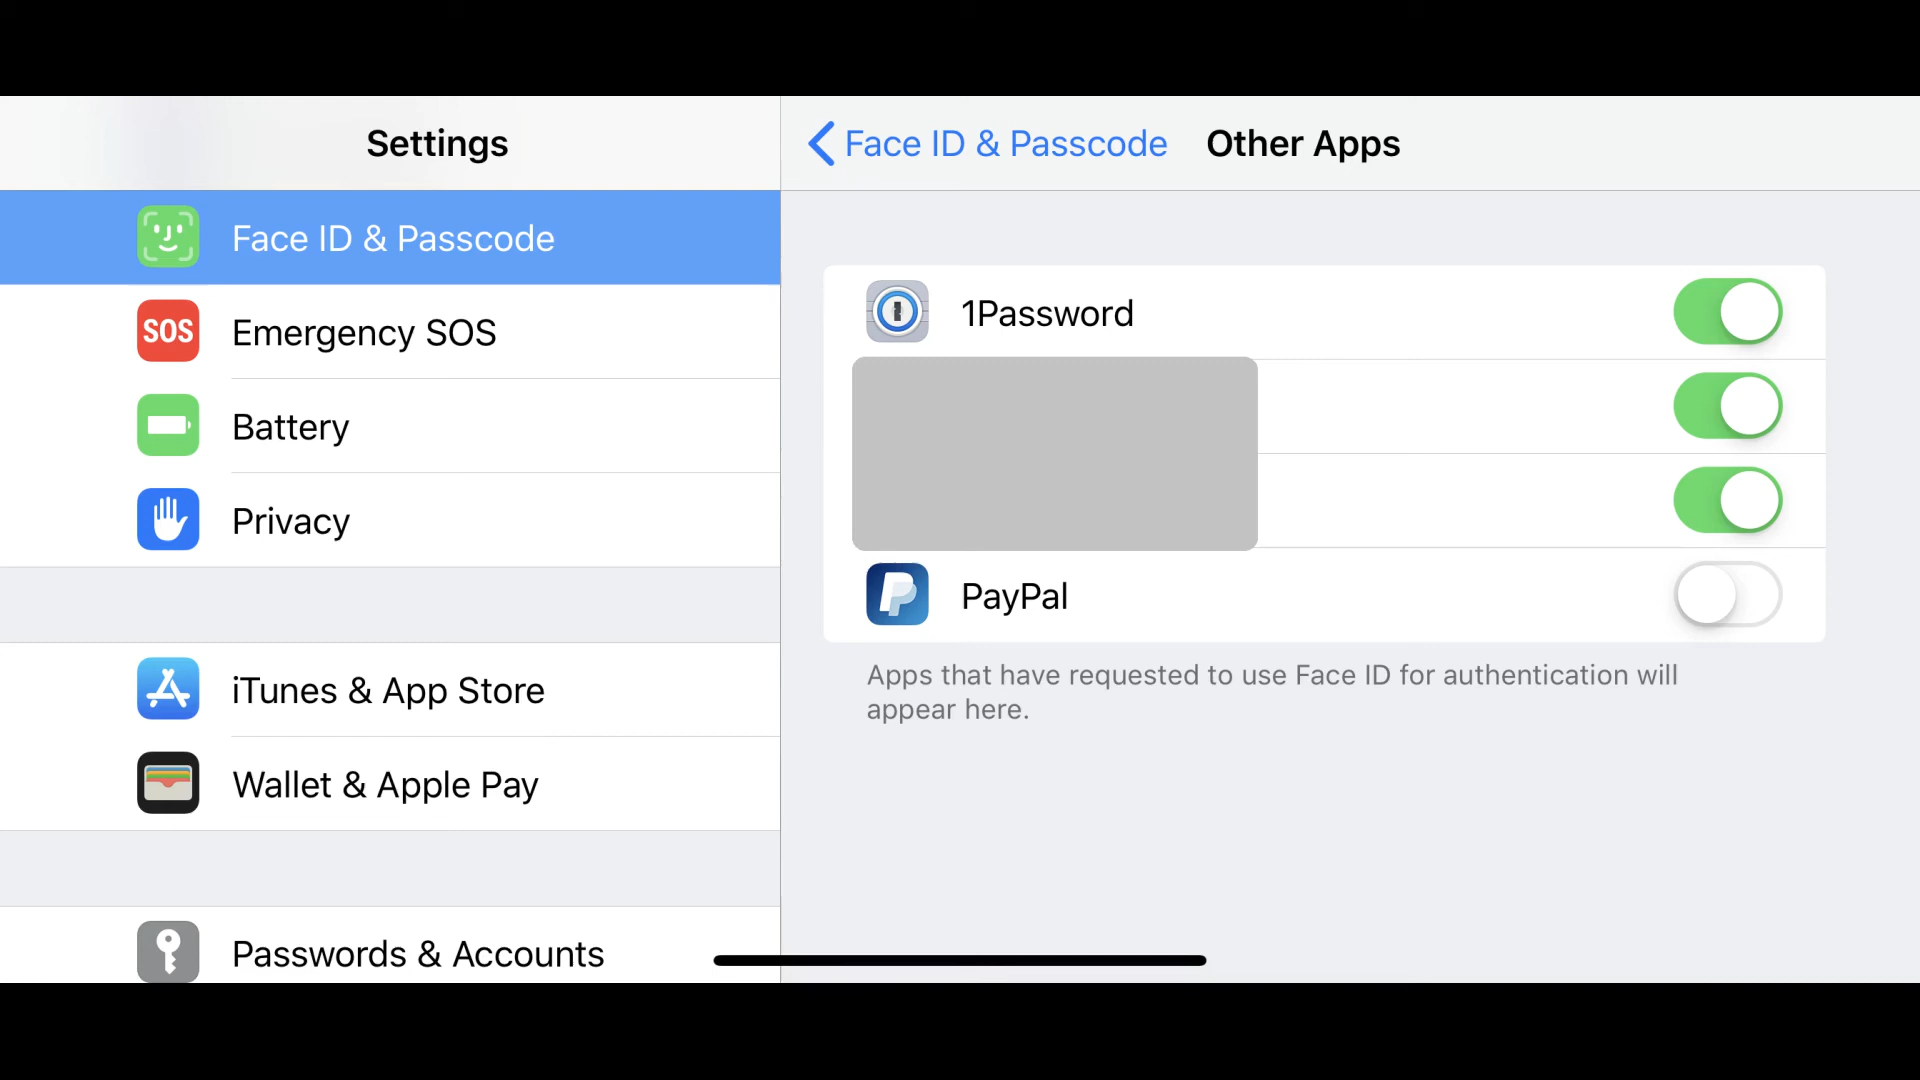 Settings
Face ID & Passcode
SOS
Emergency SOS
Battery
Privacy
iTunes & App Store
Wallet & Apple Pay
Passwords & Accounts
Face ID & Passcode Other Apps
1Password
PayPal
Apps that have requested to use Face ID for authentication will
appear here.